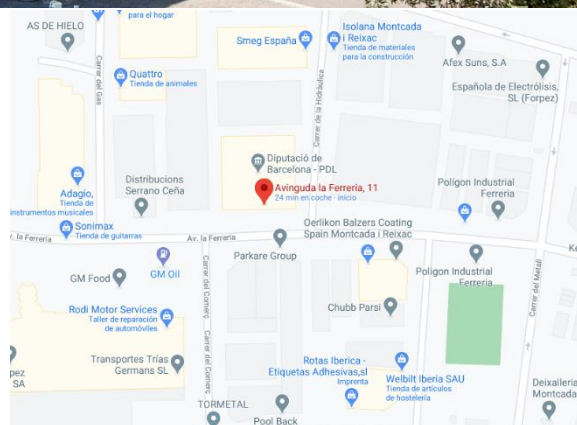 para el hogar
AS DE HIELO
Smeg España
Isolana Montcada
i Reixac
Tienda de materiales
para la construcción
Afex Suns, S.A
Española de Electrólisis,
SL (Forpez)
Quattro
Tienda de animales
Carrer del Gas
Carrer de la Hidràulica
Diputació de
Barcelona - PDL
Avinguda la Ferreria, 11
24 min en coche - inicio
Distribucions
Serrano Ceña
Adagio,
Tienda de
instrumentos musicales
Polígon Industrial
Ferreria
Sonimax
Tienda de guitarras
Av. la Ferreria
Oerlikon Balzers Coating
Spain Montcada i Reixac
Parkare Group
GM Oil
GM Food
Poligon Industrial
Ferreria
Carrer del Comerç
Carrer del Metall
Rodi Motor Services
Taller de reparación
de automóviles
Chubb Parsi
Transportes Trías
Germans SL
Rotas Iberica -
Etiquetas Adhesivas,sl
Imprenta
Welbilt Iberia SAU
Tienda de artículos
de hostelería
Carrer del Comerç
SA
TORMETAL
Pool Back
Deixalleria
Montcada